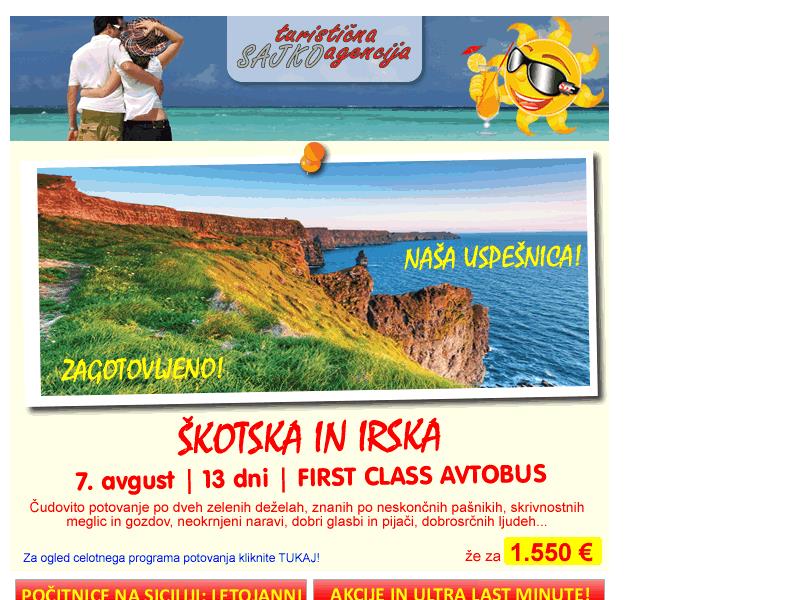 turistična
SAJKO agencija
NAŠA USPEŠNICA!
ZAGOTOVLJENO!
ŠKOTSKA IN IRSKA
7. avgust | 13 dni | FIRST CLASS AVTOBUS
Čudovito potovanje po dveh zelenih deželah, znanih po neskončnih pašnikih, skrivnostnih
meglic in gozdov, neokrnjeni naravi, dobri glasbi in pijači, dobrosrčnih ljudeh...
Za ogled celotnega programa potovanja kliknite TUKAJ!
že za 1.550 €
POČITNICE NA SICILIJI: LETOJANNI
AKCIJE IN ULTRA LAST MINUTE!